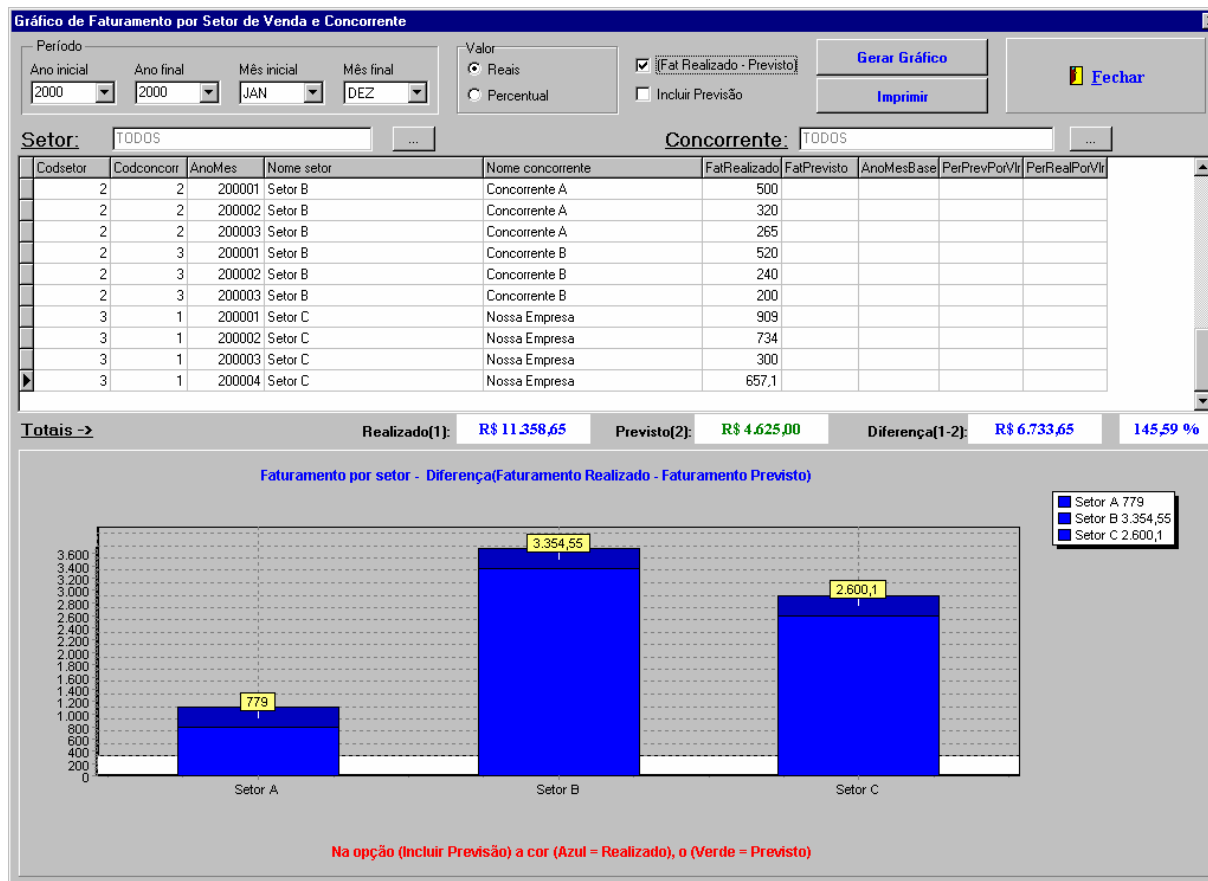 Gráfico de Faturamento por Setor de Venda e Concorrente
Período
Ano inicial Ano final Mês inicial Mês final
2000 2000 JAN DEZ
Valor
Reais
Percentual
(Fat Realizado - Previsto)
Incluir Previsão
Gerar Gráfico
Imprimir
Fechar
Setor: TODOS ... Concorrente: TODOS ...
Codsetor Codconcorr AnoMes Nome setor Nome concorrente FatRealizado FatPrevisto AnoMesBase PerPrevPorVlr PerRealPorVlr
2 2 200001 Setor B Concorrente A 500
2 2 200002 Setor B Concorrente A 320
2 2 200003 Setor B Concorrente A 265
2 3 200001 Setor B Concorrente B 520
2 3 200002 Setor B Concorrente B 240
2 3 200003 Setor B Concorrente B 200
3 1 200001 Setor C Nossa Empresa 909
3 1 200002 Setor C Nossa Empresa 734
3 1 200003 Setor C Nossa Empresa 300
3 1 200004 Setor C Nossa Empresa 657,1
Totais -> Realizado(1): R$ 11.358,65 Previsto(2): R$ 4.625,00 Diferença(1-2): R$ 6.733,65 145,59 %
Faturamento por setor - Diferença(Faturamento Realizado - Faturamento Previsto)
Setor A 779
Setor B 3.354,55
Setor C 2.600,1
3.600
3.400
3.200
3.000
2.800
2.600
2.400
2.200
2.000
1.800
1.600
1.400
1.200
1.000
800
600
400
200
0
779
3.354,55
2.600,1
Setor A Setor B Setor C
Na opção (Incluir Previsão) a cor (Azul = Realizado), o (Verde = Previsto)